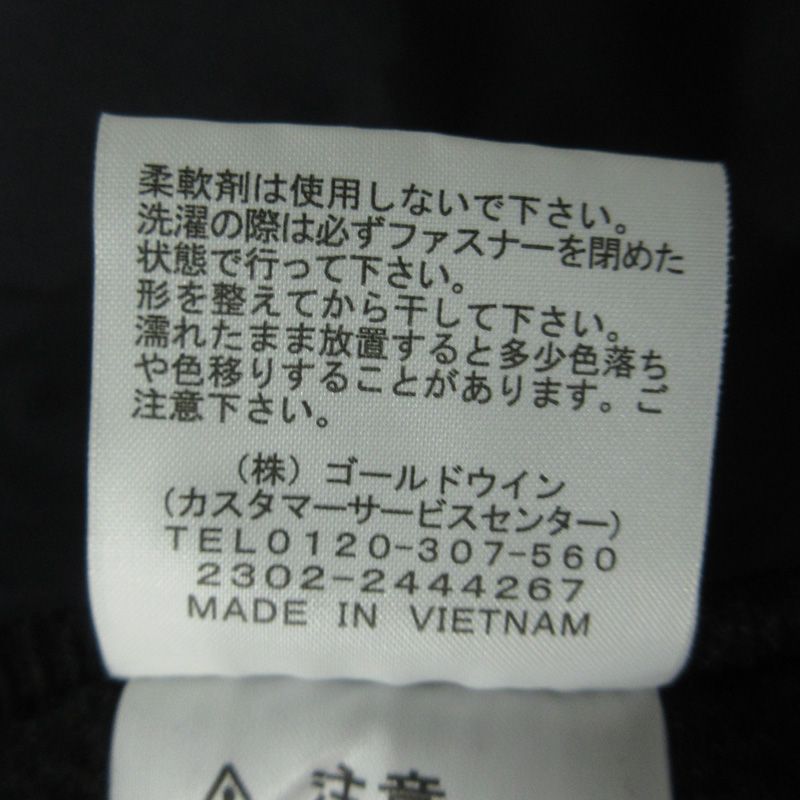 柔軟剤は使用しないで下さい。
洗濯の際は必ずファスナーを閉めた
状態で行って下さい。
形を整えてから干して下さい。
濡れたまま放置すると多少色落ち
や色移りすることがあります。ご
注意下さい。
(株)ゴールドウイン
(カスタマーサービスセンター)
TEL0120-307-560
2302-2444267
MADE IN VIETNAM
注意